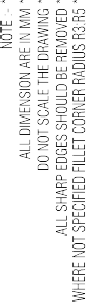 NOTE :- *
ALL DIMENSION ARE IN MM *
DO NOT SCALE THE DRAWING *
ALL SHARP EDGES SHOULD BE REMOVED *
WHERE NOT SPECIFIED FILLET CORNER RADIUS R3.R5 *